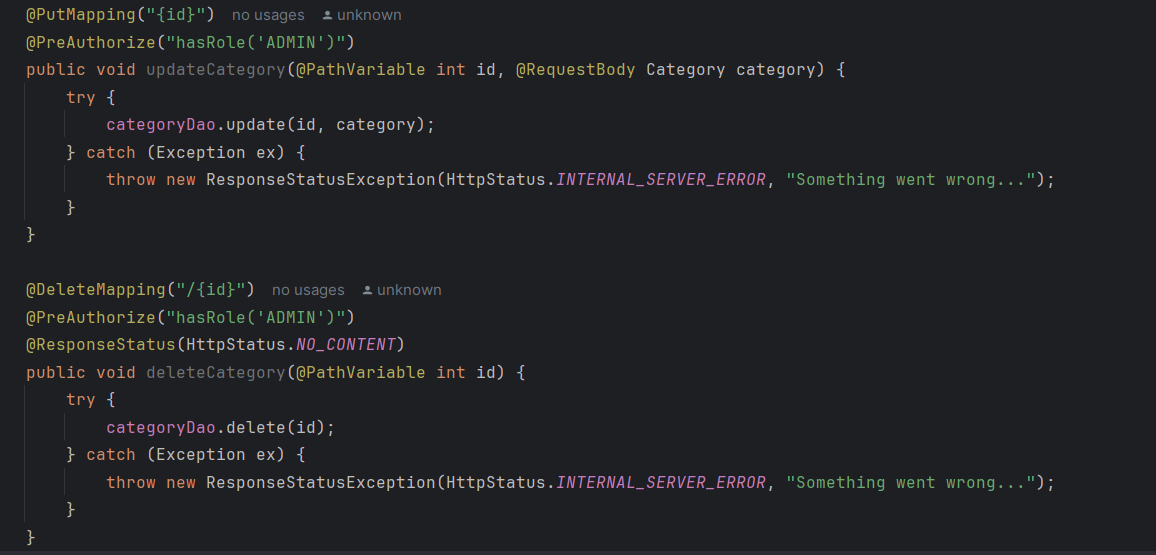 @PutMapping("{id}") no usages unknown
@PreAuthorize("hasRole('ADMIN')")
public void updateCategory(@PathVariable int id, @RequestBody Category category) {
    try {
        categoryDao.update(id, category);
    } catch (Exception ex) {
        throw new ResponseStatusException(HttpStatus.INTERNAL_SERVER_ERROR, "Something went wrong...");
    }
}
@DeleteMapping("/{id}") no usages unknown
@PreAuthorize("hasRole('ADMIN')")
@ResponseStatus(HttpStatus.NO_CONTENT)
public void deleteCategory(@PathVariable int id) {
    try {
        categoryDao.delete(id);
    } catch (Exception ex) {
        throw new ResponseStatusException(HttpStatus.INTERNAL_SERVER_ERROR, "Something went wrong...");
    }
}